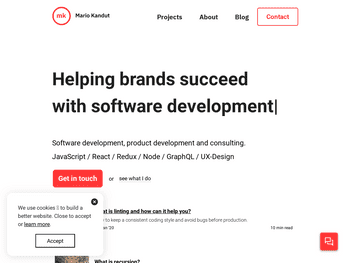 mk Mario Kandut Projects About Blog Contact
Helping brands succeed
with software development|
Software development, product development and consulting.
JavaScript / React / Redux / Node / GraphQL / UX-Design
Get in touch or see what I do
is linting and how can it help you?
to keep a consistent coding style and avoid bugs before production.
'20 10 min read
We use cookies to build a
better website. Close to accept
or learn more.
Accept
What is recursion?